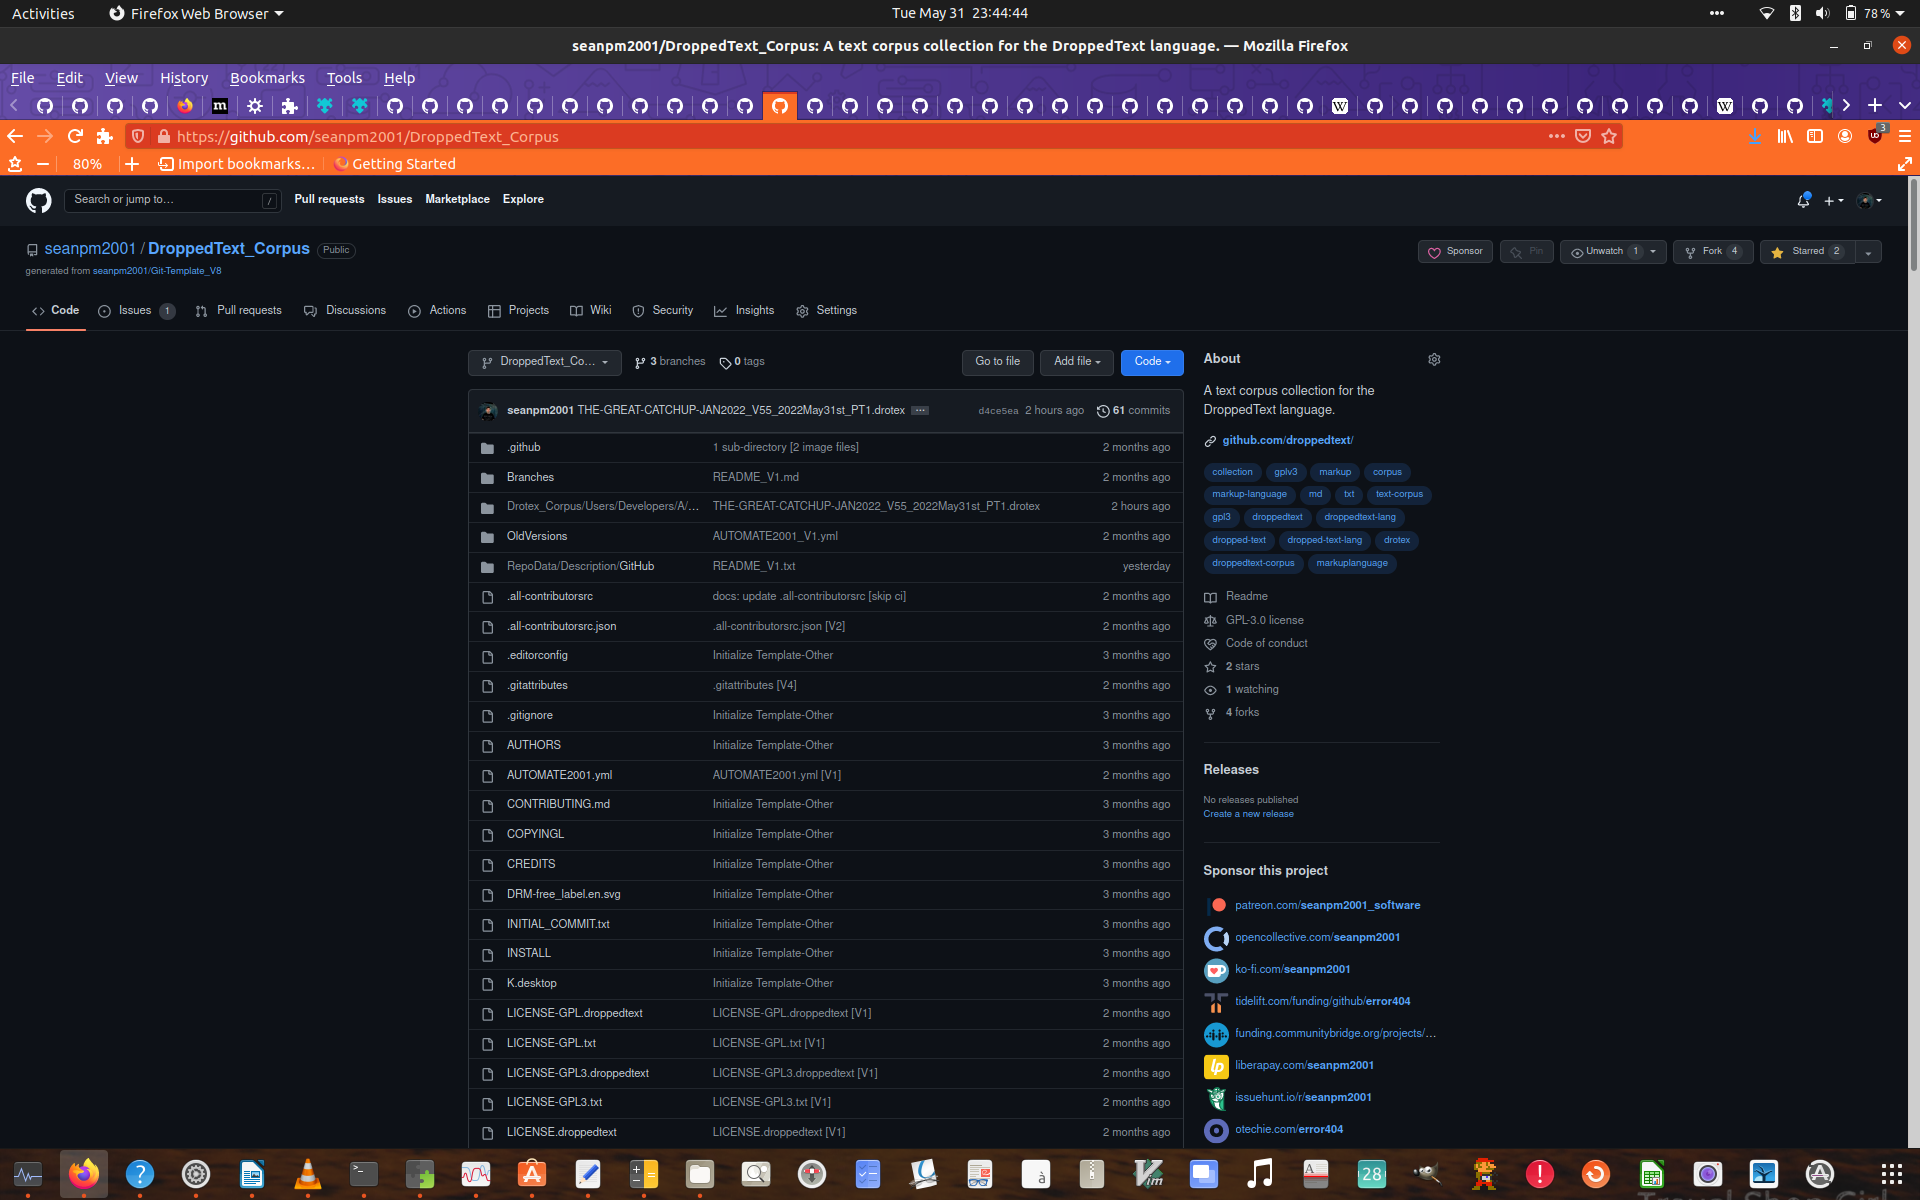 Activities Firefox Web Browser Tue May 31 23:44:44 78 %
seanpm2001/DroppedText_Corpus: A text corpus collection for the DroppedText language. — Mozilla Firefox
File Edit View History Bookmarks Tools Help
https://github.com/seanpm2001/DroppedText_Corpus 3
80% Import bookmarks… Getting Started
Search or jump to… / Pull requests Issues Marketplace Explore
seanpm2001 / DroppedText_Corpus Public
Sponsor Pin Unwatch 1 Fork 4 Starred 2
generated from seanpm2001/Git-Template_V8
Code Issues 1 Pull requests Discussions Actions Projects Wiki Security Insights Settings
DroppedText_Co… 3 branches 0 tags Go to file Add file Code
seanpm2001 THE-GREAT-CATCHUP-JAN2022_V55_2022May31st_PT1.drotex … d4ce5ea 2 hours ago 61 commits
.github 1 sub-directory [2 image files] 2 months ago
Branches README_V1.md 2 months ago
Drotex_Corpus/Users/Developers/A/… THE-GREAT-CATCHUP-JAN2022_V55_2022May31st_PT1.drotex 2 hours ago
OldVersions AUTOMATE2001_V1.yml 2 months ago
RepoData/Description/GitHub README_V1.txt yesterday
.all-contributorsrc docs: update .all-contributorsrc [skip ci] 2 months ago
.all-contributorsrc.json .all-contributorsrc.json [V2] 2 months ago
.editorconfig Initialize Template-Other 3 months ago
.gitattributes .gitattributes [V4] 2 months ago
.gitignore Initialize Template-Other 3 months ago
AUTHORS Initialize Template-Other 3 months ago
AUTOMATE2001.yml AUTOMATE2001.yml [V1] 2 months ago
CONTRIBUTING.md Initialize Template-Other 3 months ago
COPYINGL Initialize Template-Other 3 months ago
CREDITS Initialize Template-Other 3 months ago
DRM-free_label.en.svg Initialize Template-Other 3 months ago
INITIAL_COMMIT.txt Initialize Template-Other 3 months ago
INSTALL Initialize Template-Other 3 months ago
K.desktop Initialize Template-Other 3 months ago
LICENSE-GPL.droppedtext LICENSE-GPL.droppedtext [V1] 2 months ago
LICENSE-GPL.txt LICENSE-GPL.txt [V1] 2 months ago
LICENSE-GPL3.droppedtext LICENSE-GPL3.droppedtext [V1] 2 months ago
LICENSE-GPL3.txt LICENSE-GPL3.txt [V1] 2 months ago
LICENSE.droppedtext LICENSE.droppedtext [V1] 2 months ago
About
A text corpus collection for the
DroppedText language.
github.com/droppedtext/
collection gplv3 markup corpus
markup-language md txt text-corpus
gpl3 droppedtext droppedtext-lang
dropped-text dropped-text-lang drotex
droppedtext-corpus markuplanguage
Readme
GPL-3.0 license
Code of conduct
2 stars
1 watching
4 forks
Releases
No releases published
Create a new release
Sponsor this project
patreon.com/seanpm2001_software
opencollective.com/seanpm2001
ko-fi.com/seanpm2001
tidelift.com/funding/github/error404
funding.communitybridge.org/projects/…
liberapay.com/seanpm2001
issuehunt.io/r/seanpm2001
otechie.com/error404
28